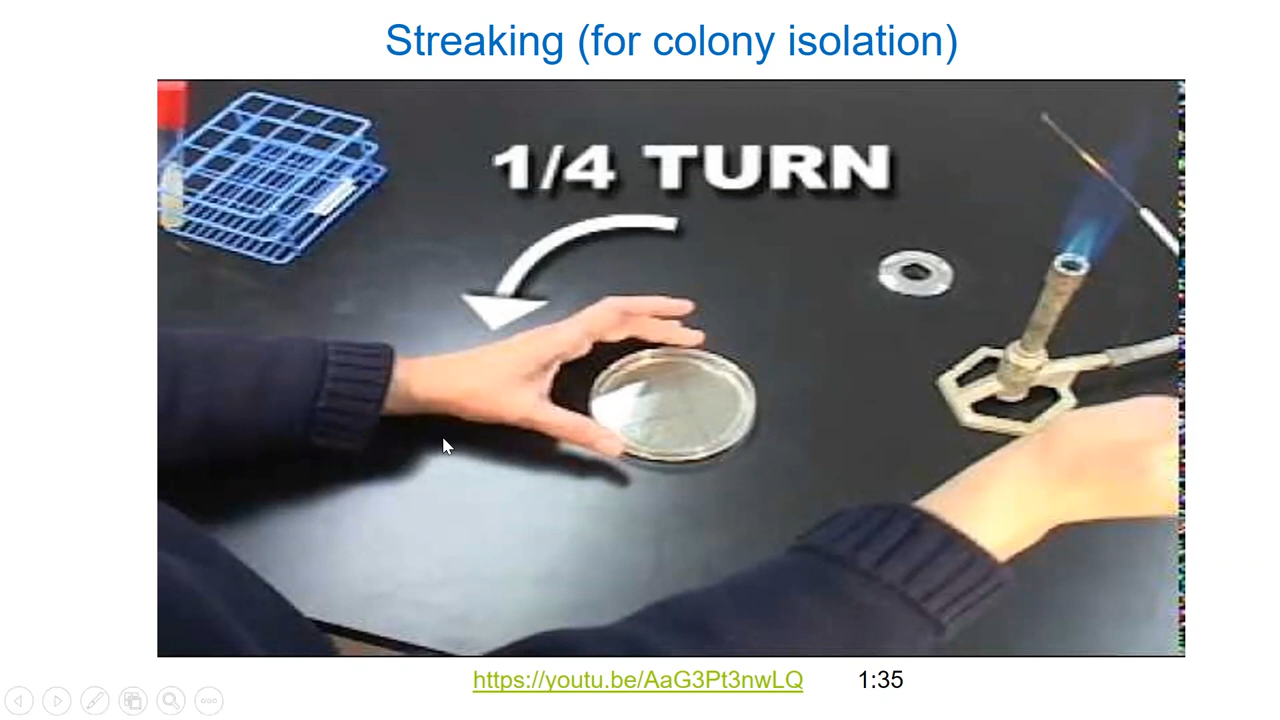 Streaking (for colony isolation)
1/4 TURN
https://youtu.be/AaG3Pt3nwLQ 1:35